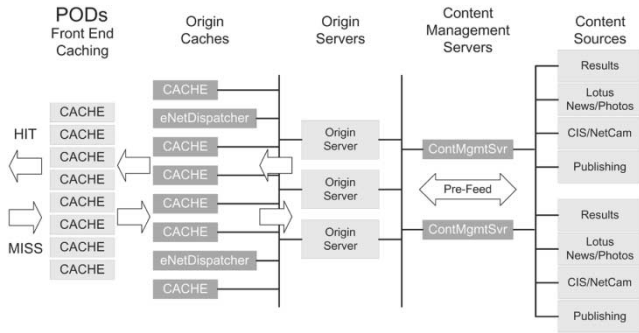 PODs
Front End
Caching
Origin
Caches
Origin
Servers
Content
Management
Servers
Content
Sources
HIT
MISS
CACHE
CACHE
CACHE
CACHE
CACHE
CACHE
CACHE
CACHE
CACHE
eNetDispatcher
CACHE
CACHE
CACHE
CACHE
eNetDispatcher
CACHE
Origin
Server
Origin
Server
Origin
Server
ContMgmtSvr
Pre-Feed
ContMgmtSvr
Results
Lotus
News/Photos
CIS/NetCam
Publishing
Results
Lotus
News/Photos
CIS/NetCam
Publishing